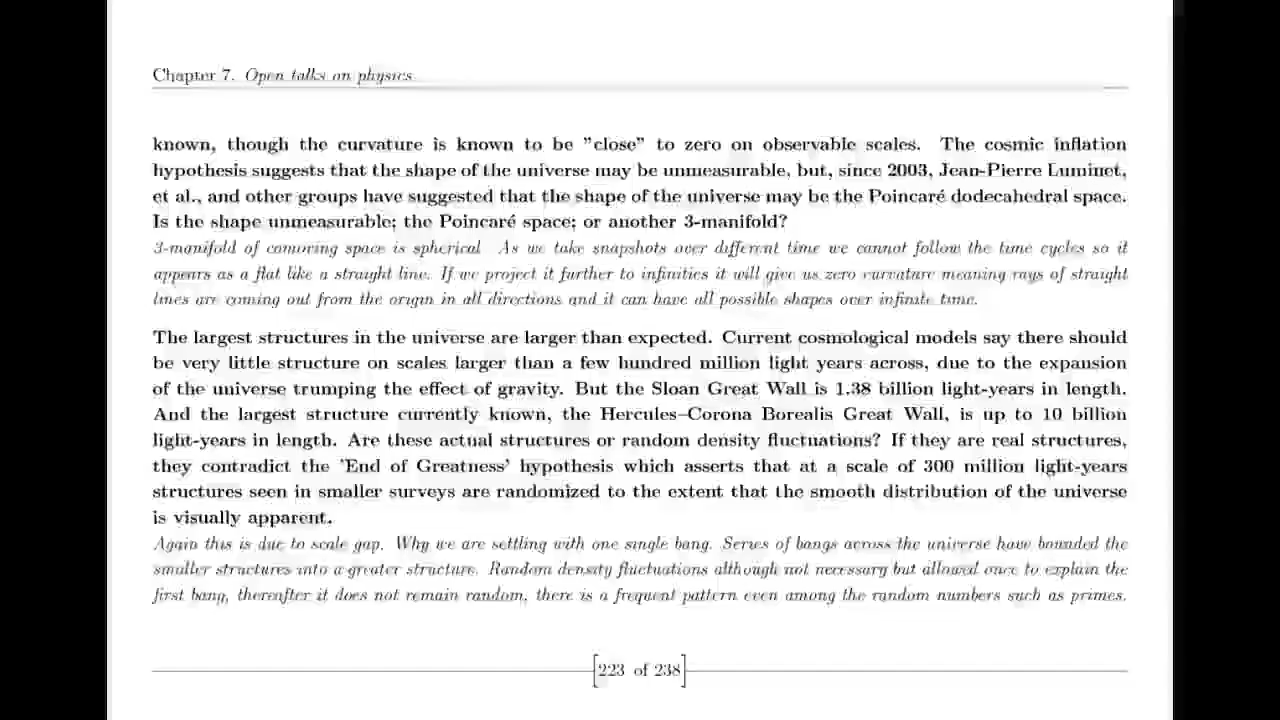 Chapter 7. Open talks on physics
known, though the curvature is known to be ”close” to zero on observable scales. The cosmic inflation
hypothesis suggests that the shape of the universe may be unmeasurable, but, since 2003, Jean-Pierre Luminet,
et al., and other groups have suggested that the shape of the universe may be the Poincaré dodecahedral space.
Is the shape unmeasurable; the Poincaré space; or another 3-manifold?
3-manifold of comoving space is spherical. As we take snapshots over different time we cannot follow the time cycles so it
appears as a flat like a straight line. If we project it further to infinities it will give us zero curvature meaning rays of straight
lines are coming out from the origin in all directions and it can have all possible shapes over infinite time.
The largest structures in the universe are larger than expected. Current cosmological models say there should
be very little structure on scales larger than a few hundred million light years across, due to the expansion
of the universe trumping the effect of gravity. But the Sloan Great Wall is 1.38 billion light-years in length.
And the largest structure currently known, the Hercules–Corona Borealis Great Wall, is up to 10 billion
light-years in length. Are these actual structures or random density fluctuations? If they are real structures,
they contradict the ’End of Greatness’ hypothesis which asserts that at a scale of 300 million light-years
structures seen in smaller surveys are randomized to the extent that the smooth distribution of the universe
is visually apparent.
Again this is due to scale gap. Why we are settling with one single bang. Series of bangs across the universe have bounded the
smaller structures into a greater structure. Random density fluctuations although not necessary but allowed once to explain the
first bang, thereafter it does not remain random, there is a frequent pattern even among the random numbers such as primes.
223 of 238